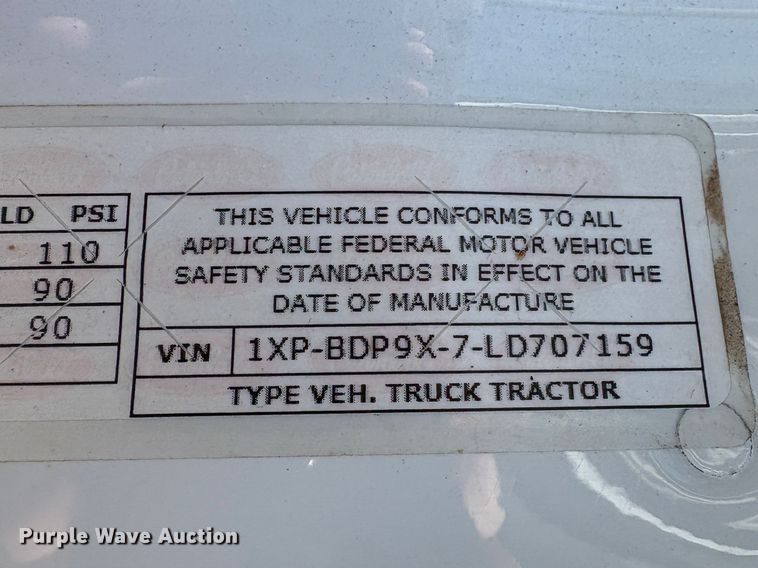 LD PSI
110
90
90
THIS VEHICLE CONFORMS TO ALL
APPLICABLE FEDERAL MOTOR VEHICLE
SAFETY STANDARDS IN EFFECT ON THE
DATE OF MANUFACTURE
VIN 1XP-BDP9X-7-LD707159
TYPE VEH. TRUCK TRACTOR
Purple Wave Auction